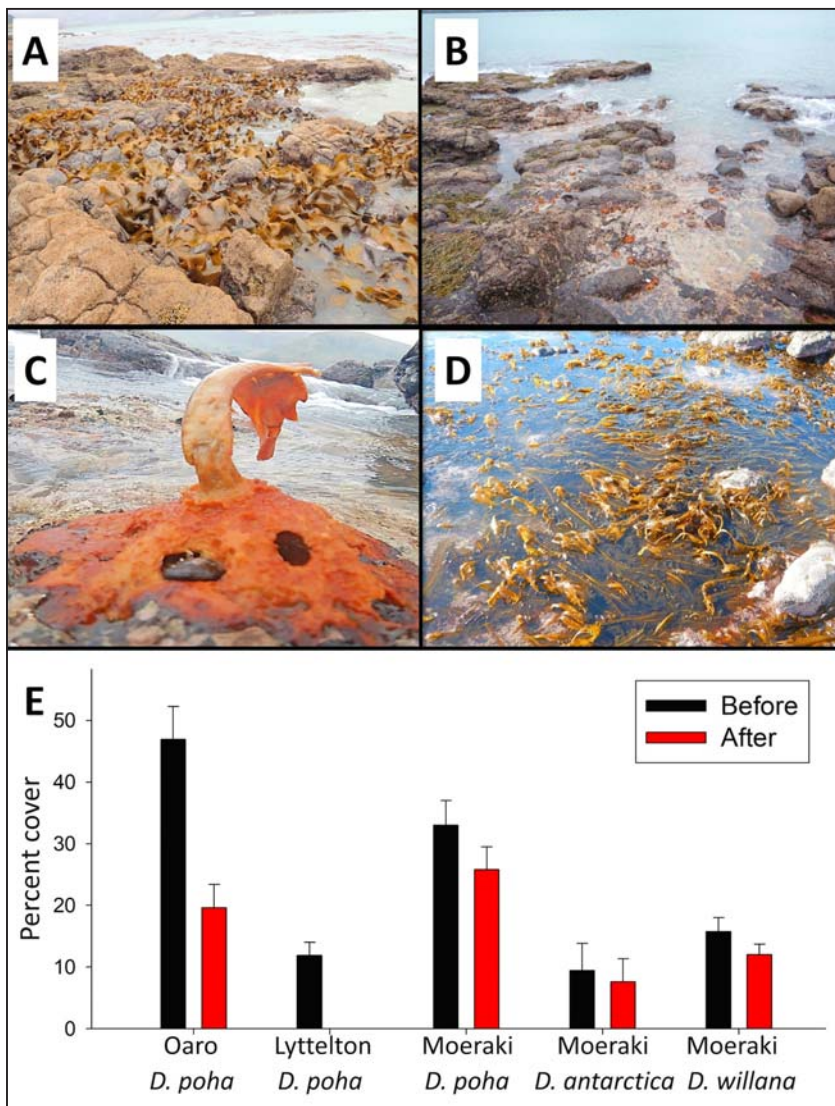 A
B
C
D
E
Before
After
Percent cover
50
40
30
20
10
0
Oaro Lyttelton Moeraki Moeraki Moeraki
D. poha D. poha D. poha D. antarctica D. willana